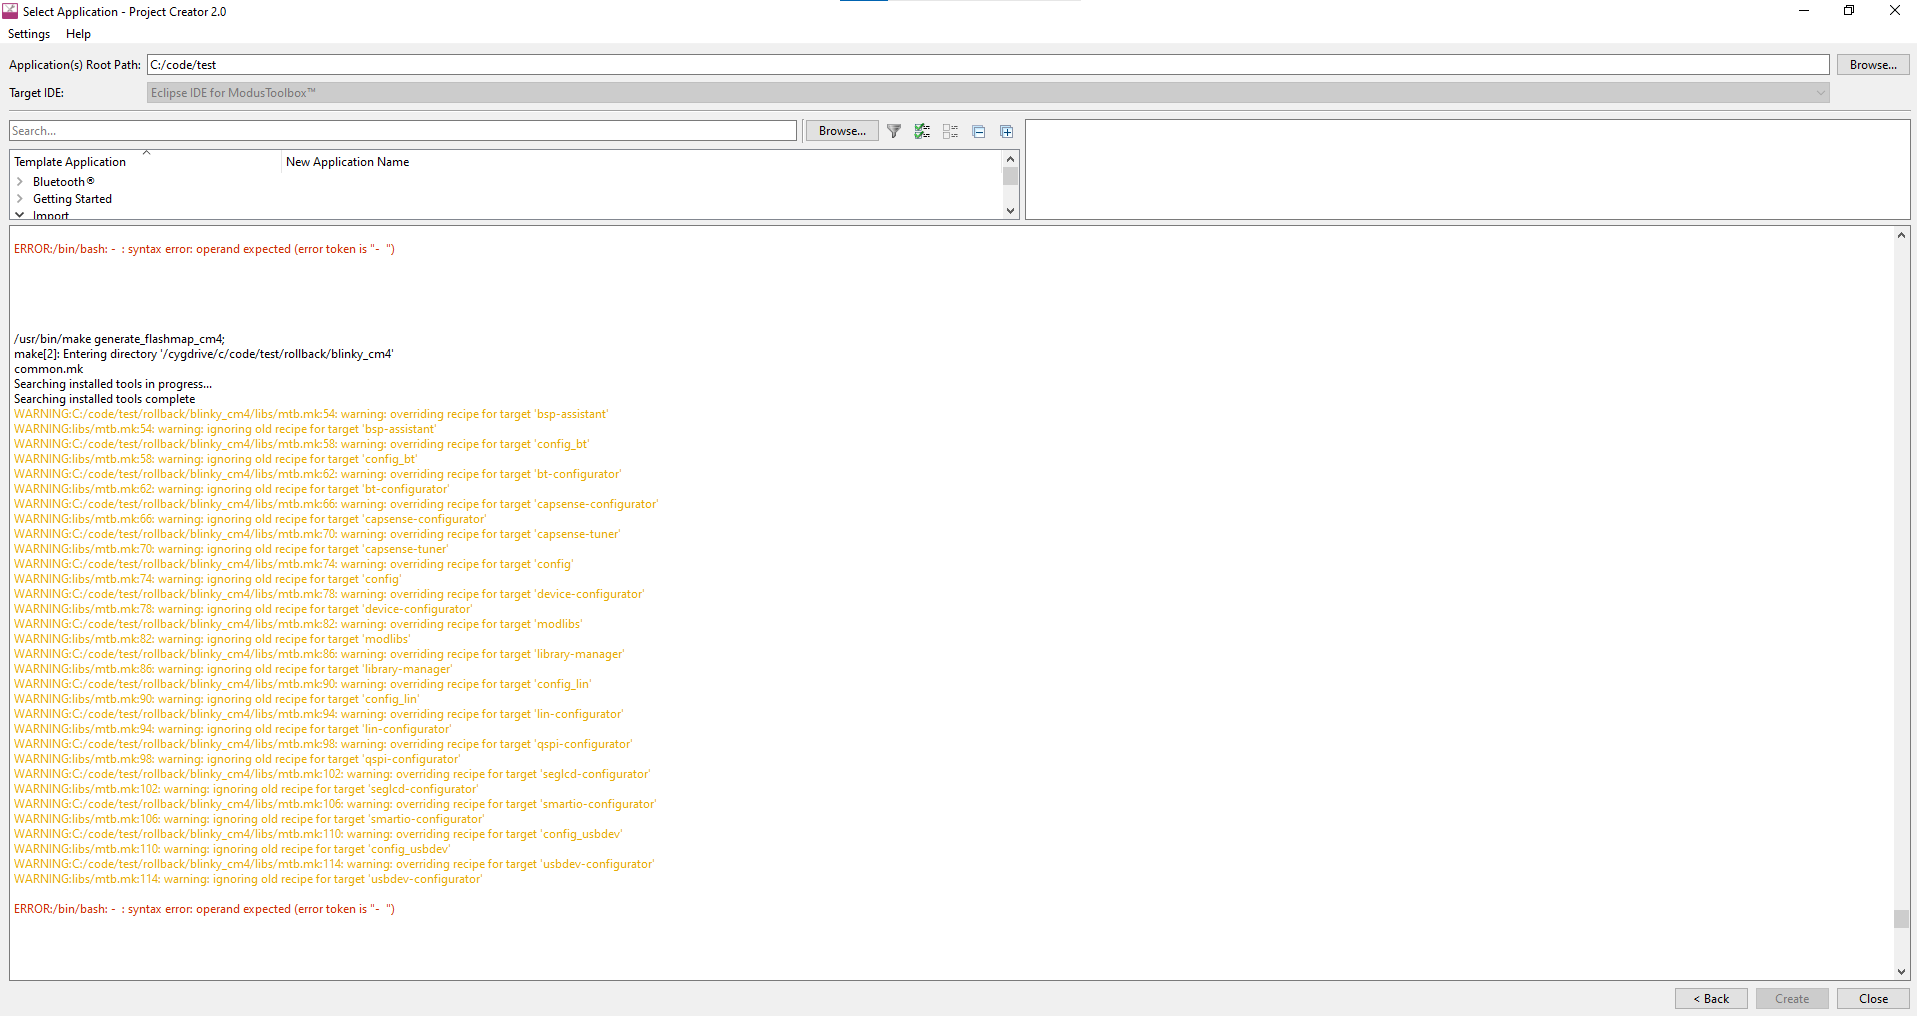 Select Application - Project Creator 2.0
Settings Help
Application(s) Root Path: C:/code/test Browse...
Target IDE: Eclipse IDE for ModusToolbox™
Search... Browse...
Template Application New Application Name
Bluetooth®
Getting Started
Import
ERROR:/bin/bash: -  : syntax error: operand expected (error token is "-  ")
/usr/bin/make generate_flashmap_cm4;
make[2]: Entering directory '/cygdrive/c/code/test/rollback/blinky_cm4'
common.mk
Searching installed tools in progress...
Searching installed tools complete
WARNING:C:/code/test/rollback/blinky_cm4/libs/mtb.mk:54: warning: overriding recipe for target 'bsp-assistant'
WARNING:libs/mtb.mk:54: warning: ignoring old recipe for target 'bsp-assistant'
WARNING:C:/code/test/rollback/blinky_cm4/libs/mtb.mk:58: warning: overriding recipe for target 'config_bt'
WARNING:libs/mtb.mk:58: warning: ignoring old recipe for target 'config_bt'
WARNING:C:/code/test/rollback/blinky_cm4/libs/mtb.mk:62: warning: overriding recipe for target 'bt-configurator'
WARNING:libs/mtb.mk:62: warning: ignoring old recipe for target 'bt-configurator'
WARNING:C:/code/test/rollback/blinky_cm4/libs/mtb.mk:66: warning: overriding recipe for target 'capsense-configurator'
WARNING:libs/mtb.mk:66: warning: ignoring old recipe for target 'capsense-configurator'
WARNING:C:/code/test/rollback/blinky_cm4/libs/mtb.mk:70: warning: overriding recipe for target 'capsense-tuner'
WARNING:libs/mtb.mk:70: warning: ignoring old recipe for target 'capsense-tuner'
WARNING:C:/code/test/rollback/blinky_cm4/libs/mtb.mk:74: warning: overriding recipe for target 'config'
WARNING:libs/mtb.mk:74: warning: ignoring old recipe for target 'config'
WARNING:C:/code/test/rollback/blinky_cm4/libs/mtb.mk:78: warning: overriding recipe for target 'device-configurator'
WARNING:libs/mtb.mk:78: warning: ignoring old recipe for target 'device-configurator'
WARNING:C:/code/test/rollback/blinky_cm4/libs/mtb.mk:82: warning: overriding recipe for target 'modlibs'
WARNING:libs/mtb.mk:82: warning: ignoring old recipe for target 'modlibs'
WARNING:C:/code/test/rollback/blinky_cm4/libs/mtb.mk:86: warning: overriding recipe for target 'library-manager'
WARNING:libs/mtb.mk:86: warning: ignoring old recipe for target 'library-manager'
WARNING:C:/code/test/rollback/blinky_cm4/libs/mtb.mk:90: warning: overriding recipe for target 'config_lin'
WARNING:libs/mtb.mk:90: warning: ignoring old recipe for target 'config_lin'
WARNING:C:/code/test/rollback/blinky_cm4/libs/mtb.mk:94: warning: overriding recipe for target 'lin-configurator'
WARNING:libs/mtb.mk:94: warning: ignoring old recipe for target 'lin-configurator'
WARNING:C:/code/test/rollback/blinky_cm4/libs/mtb.mk:98: warning: overriding recipe for target 'qspi-configurator'
WARNING:libs/mtb.mk:98: warning: ignoring old recipe for target 'qspi-configurator'
WARNING:C:/code/test/rollback/blinky_cm4/libs/mtb.mk:102: warning: overriding recipe for target 'seglcd-configurator'
WARNING:libs/mtb.mk:102: warning: ignoring old recipe for target 'seglcd-configurator'
WARNING:C:/code/test/rollback/blinky_cm4/libs/mtb.mk:106: warning: overriding recipe for target 'smartio-configurator'
WARNING:libs/mtb.mk:106: warning: ignoring old recipe for target 'smartio-configurator'
WARNING:C:/code/test/rollback/blinky_cm4/libs/mtb.mk:110: warning: overriding recipe for target 'config_usbdev'
WARNING:libs/mtb.mk:110: warning: ignoring old recipe for target 'config_usbdev'
WARNING:C:/code/test/rollback/blinky_cm4/libs/mtb.mk:114: warning: overriding recipe for target 'usbdev-configurator'
WARNING:libs/mtb.mk:114: warning: ignoring old recipe for target 'usbdev-configurator'
ERROR:/bin/bash: -  : syntax error: operand expected (error token is "-  ")
< Back Create Close